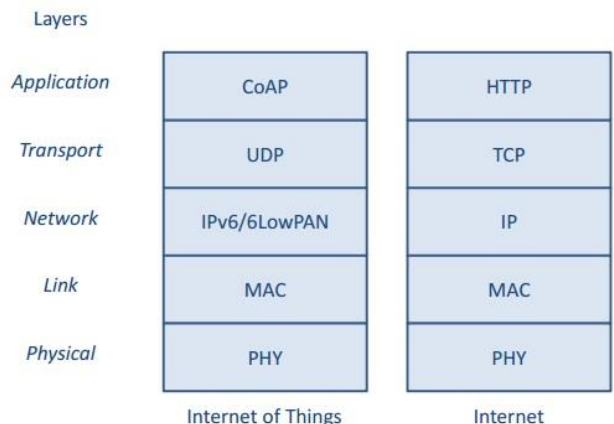 Layers
Application CoAP HTTP
Transport UDP TCP
Network IPv6/6LowPAN IP
Link MAC MAC
Physical PHY PHY
Internet of Things Internet